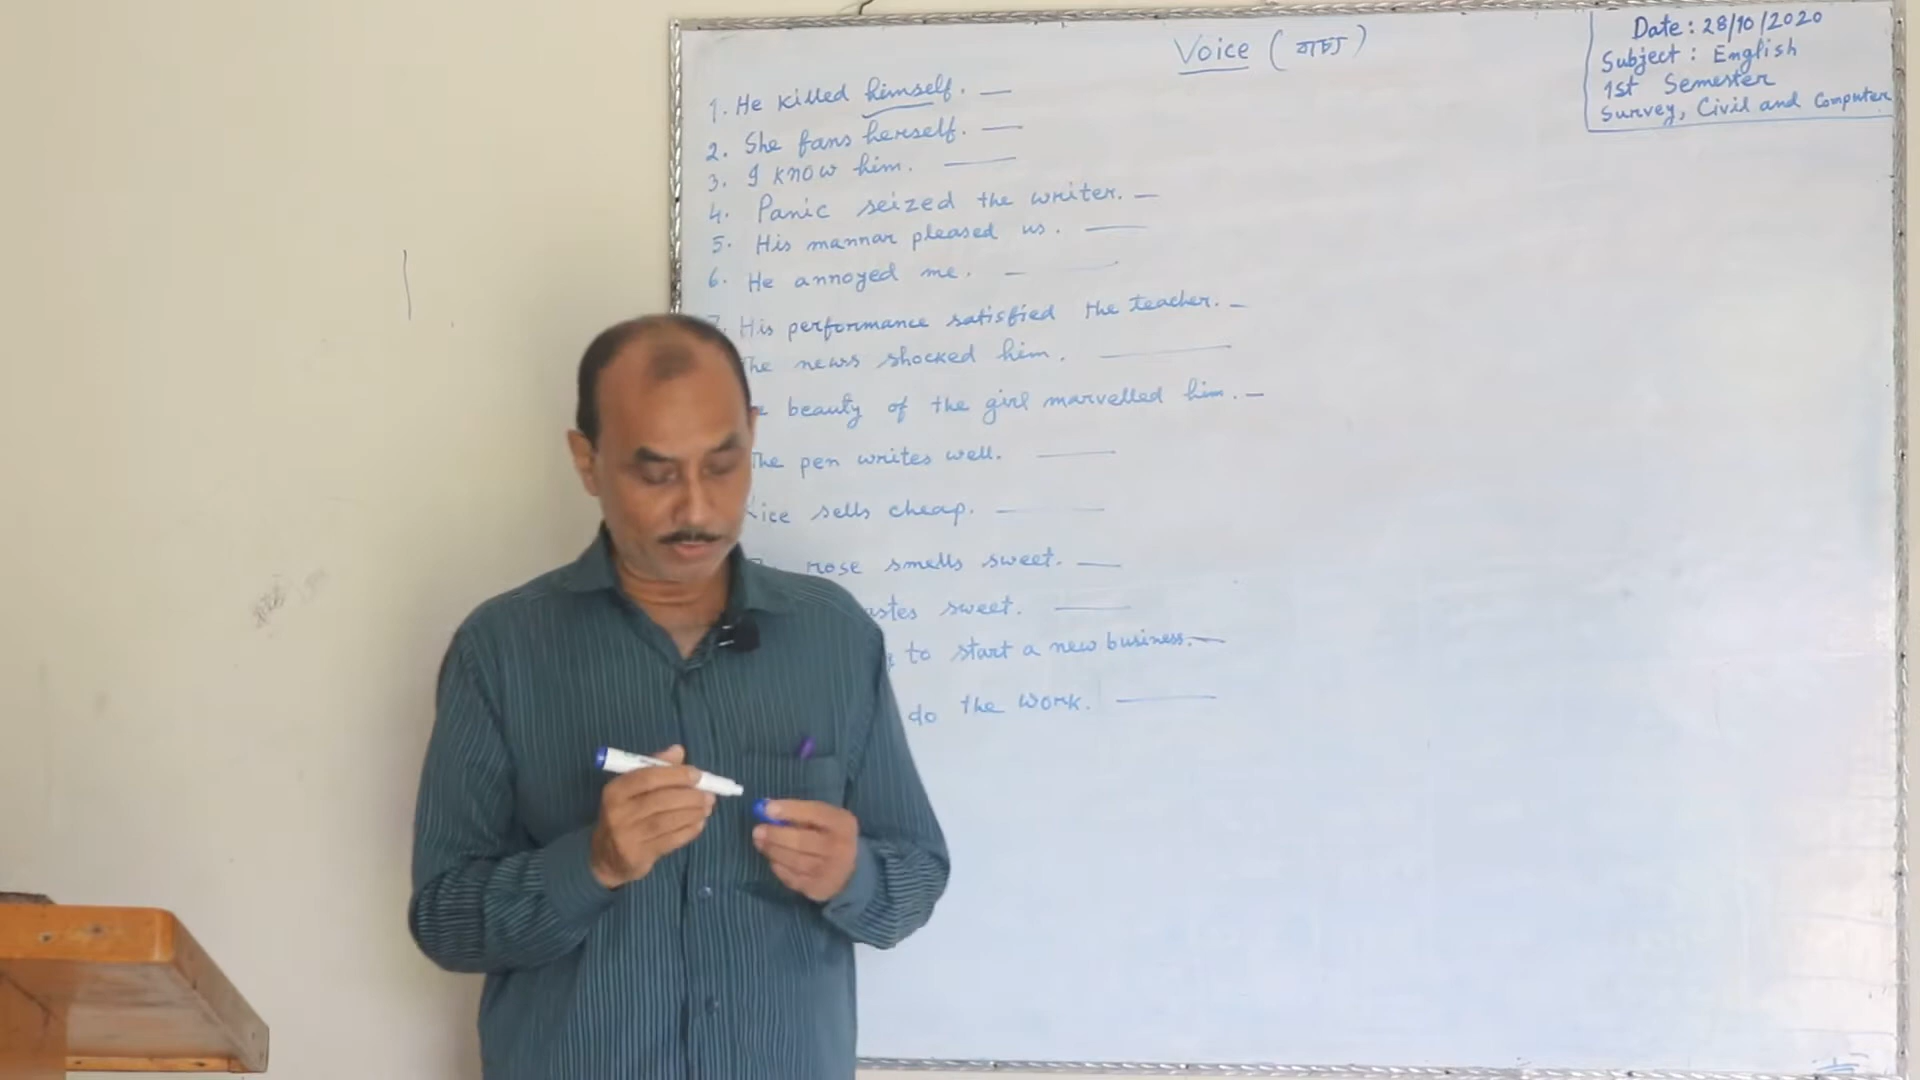 Voice (বাচ্য)
Date: 28/10/2020
Subject: English
1st Semester
Survey, Civil and Computer
1. He killed himself. —
2. She fans herself. —
3. I know him. —
4. Panic seized the writer. —
5. His mannar pleased us. —
6. He annoyed me. —
His performance satisfied the teacher. —
news shocked him. —
beauty of the girl marvelled him. —
The pen writes well. —
sells cheap. —
rose smells sweet. —
sweet. —
to start a new business. —
do the work. —